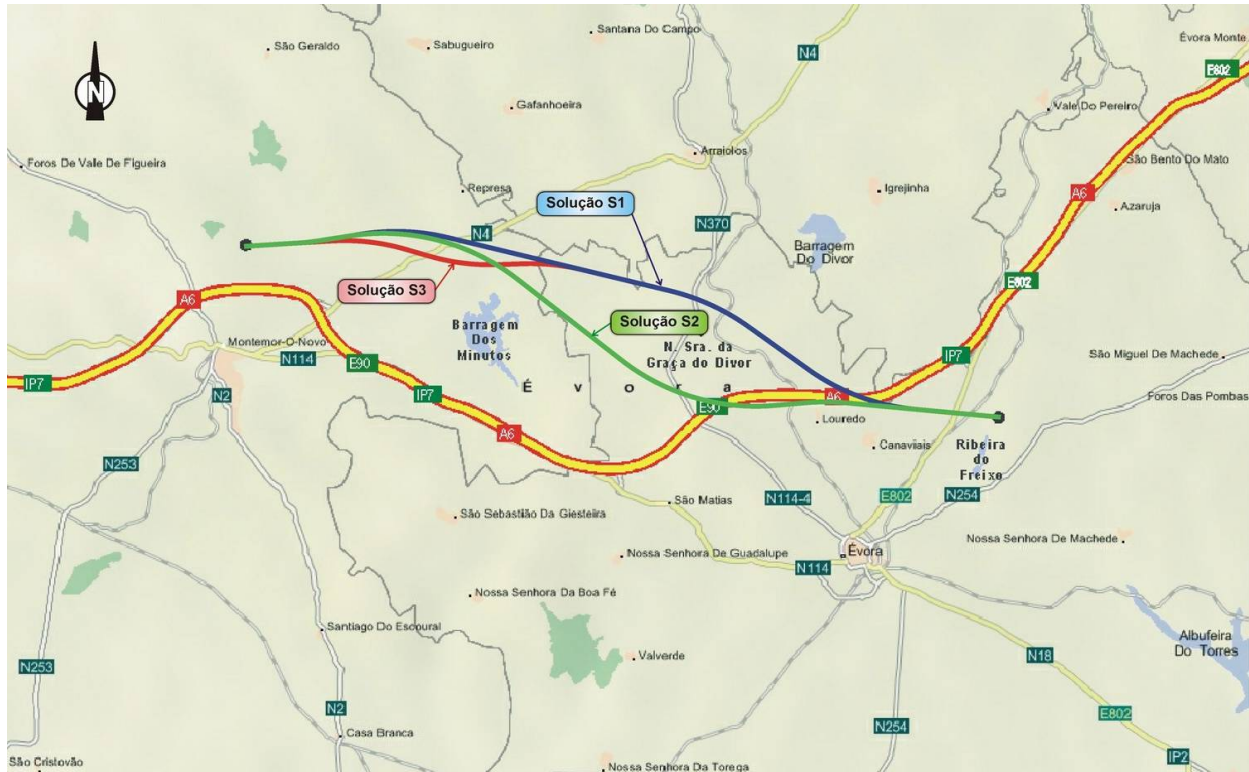 Santana Do Campo
Évora Monte
São Geraldo
Sabugueiro
N4
E802
N
Gafanhoeira
Vale Do Pereiro
Foros De Vale De Figueira
Arraiolos
São Bento Do Mato
Represa
Igrejinha
A6
Azaruja
Solução S1
N4
N370
Barragem
Do Divor
Solução S3
E802
A6
Solução S2
Barragem
Dos
Minutos
N. Sra. da
Graça do Divor
Montemor-O-Novo
N114
E90
IP7
São Miguel De Machede
IP7
N2
IP7
Évora
E90
A6
Foros Das Pombas
Louredo
A6
Canaviais
Ribeira
do
Freixo
N253
São Matias
N114-4
E802
N254
São Sebastião Da Giesteira
Nossa Senhora De Machede
Nossa Senhora De Guadalupe
Évora
N114
Nossa Senhora Da Boa Fé
Santiago Do Escoural
Albufeira
Do Torres
Valverde
N18
N253
N2
E802
Casa Branca
N254
IP2
São Cristovão
Nossa Senhora Da Torega